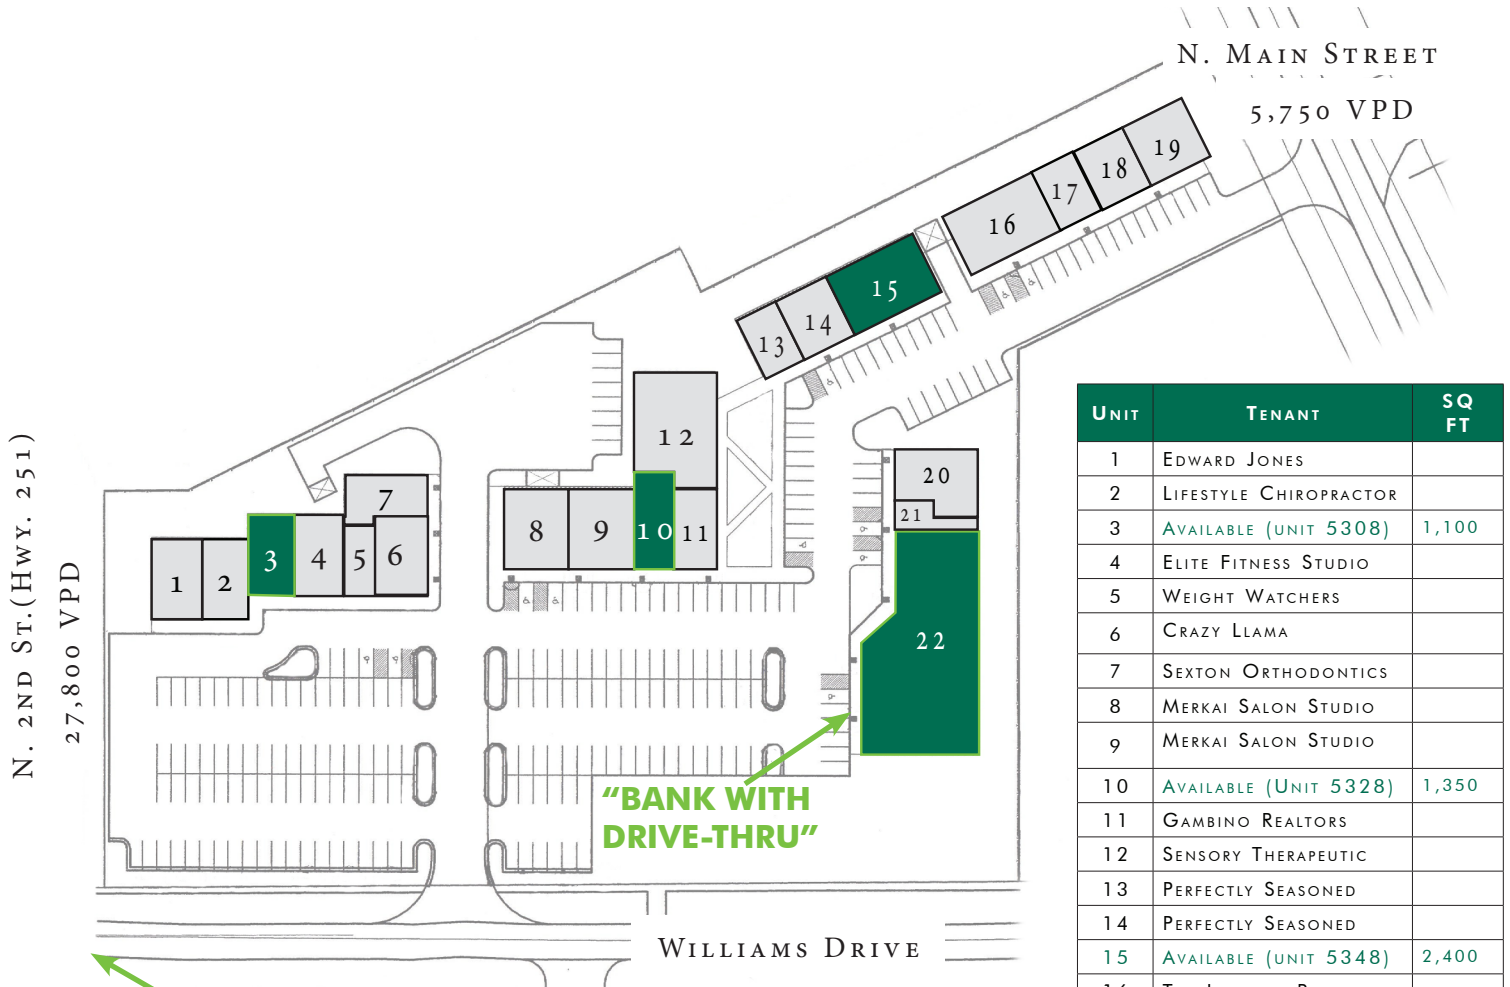 N. Main Street
5,750 VPD
19
18
17
16
15
14
13
12
20
21
7
8
9
10
11
3
4
5
6
1
2
22
N. 2nd St.(Hwy. 251)
27,800 VPD
"BANK WITH
DRIVE-THRU"
Williams Drive
Unit Tenant SQ FT
1 Edward Jones
2 Lifestyle Chiropractor
3 Available (unit 5308) 1,100
4 Elite Fitness Studio
5 Weight Watchers
6 Crazy Llama
7 Sexton Orthodontics
8 Merkai Salon Studio
9 Merkai Salon Studio
10 Available (Unit 5328) 1,350
11 Gambino Realtors
12 Sensory Therapeutic
13 Perfectly Seasoned
14 Perfectly Seasoned
15 Available (unit 5348) 2,400